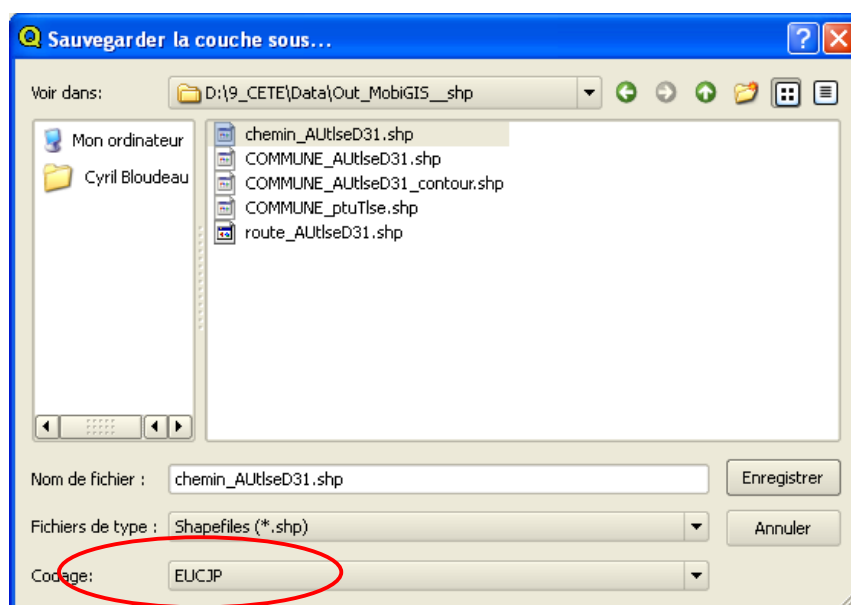 Sauvegarder la couche sous...
Voir dans:
D:\9_CETE\Data\Out_MobiGIS__shp
Mon ordinateur
Cyril Bloudeau
chemin_AUtlseD31.shp
COMMUNE_AUtlseD31.shp
COMMUNE_AUtlseD31_contour.shp
COMMUNE_ptuTlse.shp
route_AUtlseD31.shp
Nom de fichier :
chemin_AUtlseD31.shp
Enregistrer
Fichiers de type :
Shapefiles (*.shp)
Annuler
Codage:
EUCJP